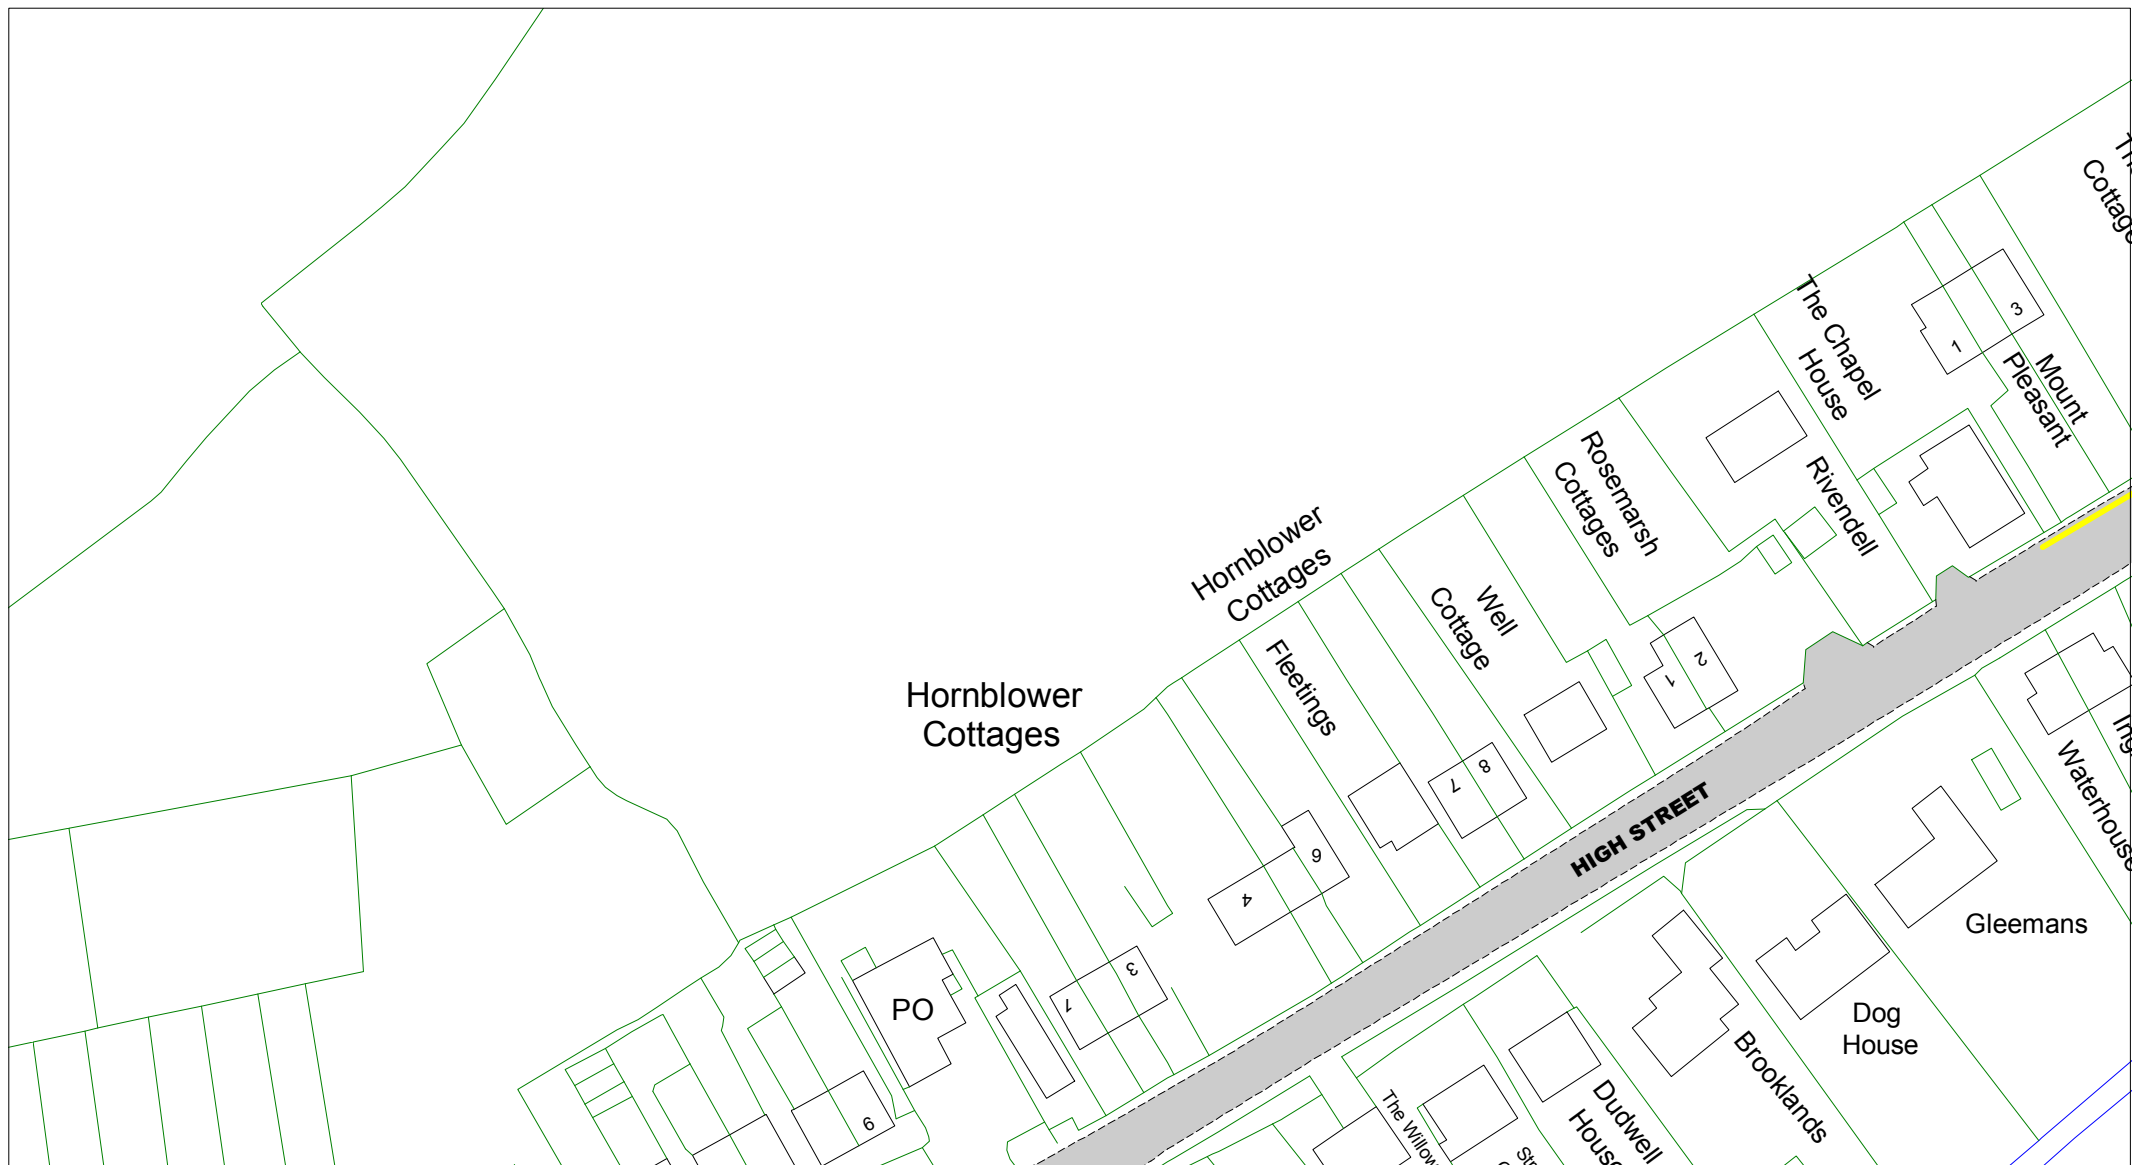 The Chapel
House
1
3
Mount
Pleasant
Rosemarsh
Cottages
Rivendell
Hornblower
Cottages
Well
Cottage
1
2
Fleetings
Hornblower
Cottages
7
8
4
6
HIGH STREET
Waterhouse
Gleemans
PO
1
3
Dog
House
Brooklands
Dudwell
9